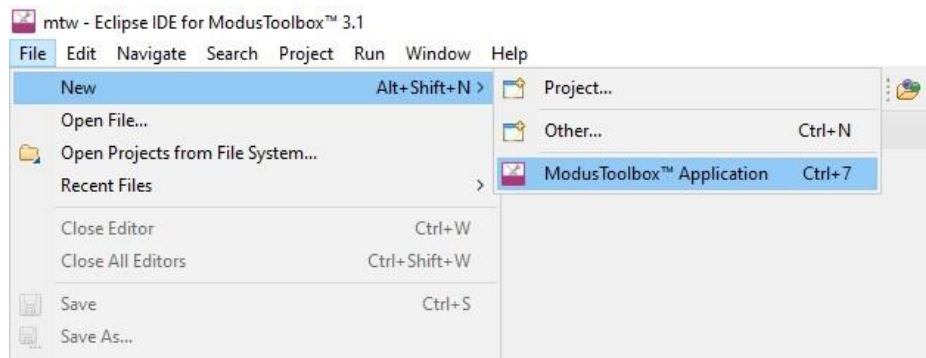 mtw - Eclipse IDE for ModusToolbox™ 3.1
File Edit Navigate Search Project Run Window Help
New Alt+Shift+N >
Open File...
Open Projects from File System...
Recent Files >
Close Editor Ctrl+W
Close All Editors Ctrl+Shift+W
Save Ctrl+S
Save As...
Project...
Other... Ctrl+N
ModusToolbox™ Application Ctrl+7